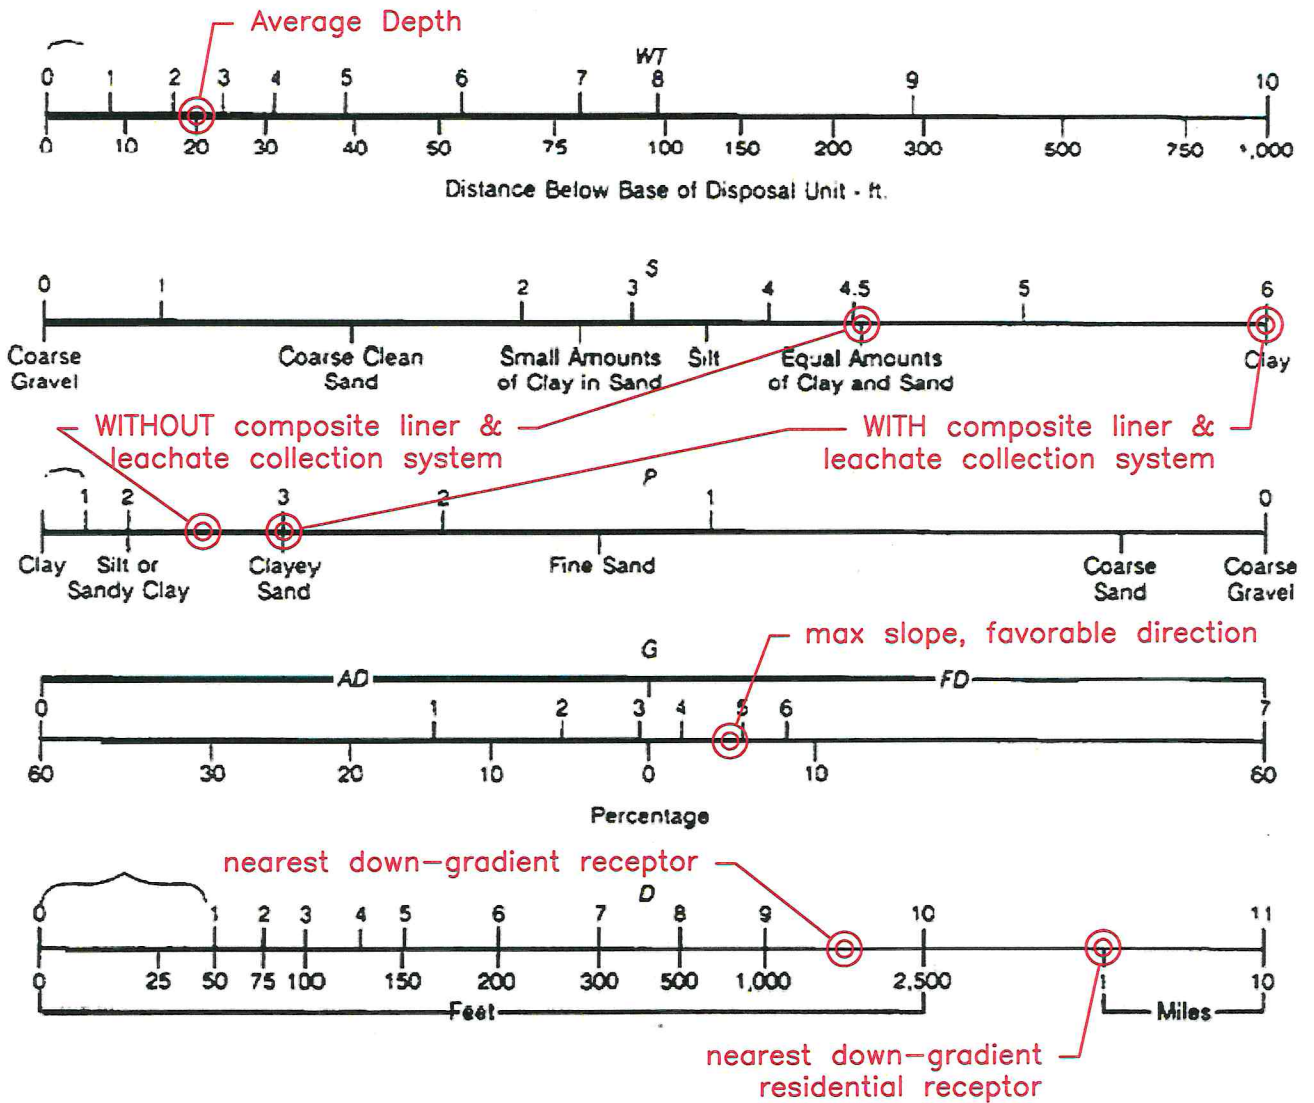 Average Depth
WT
0 1 2 3 4 5 6 7 8 9 10
0 10 20 30 40 50 75 100 150 200 300 500 750 1,000
Distance Below Base of Disposal Unit - ft.
S
0 1 2 3 4 4.5 5 6
Coarse Gravel
Coarse Clean Sand
Small Amounts of Clay in Sand
Silt
Equal Amounts of Clay and Sand
Clay
WITHOUT composite liner &
leachate collection system
WITH composite liner &
leachate collection system
P
1 2 3 2 1 0
Clay
Silt or Sandy Clay
Clayey Sand
Fine Sand
Coarse Sand
Coarse Gravel
max slope, favorable direction
G
AD FD
0 1 2 3 4 5 6 7
60 30 20 10 0 10 60
Percentage
nearest down-gradient receptor
D
0 1 2 3 4 5 6 7 8 9 10 11
0 25 50 75 100 150 200 300 500 1,000 2,500 1 10
Feet Miles
nearest down-gradient
residential receptor